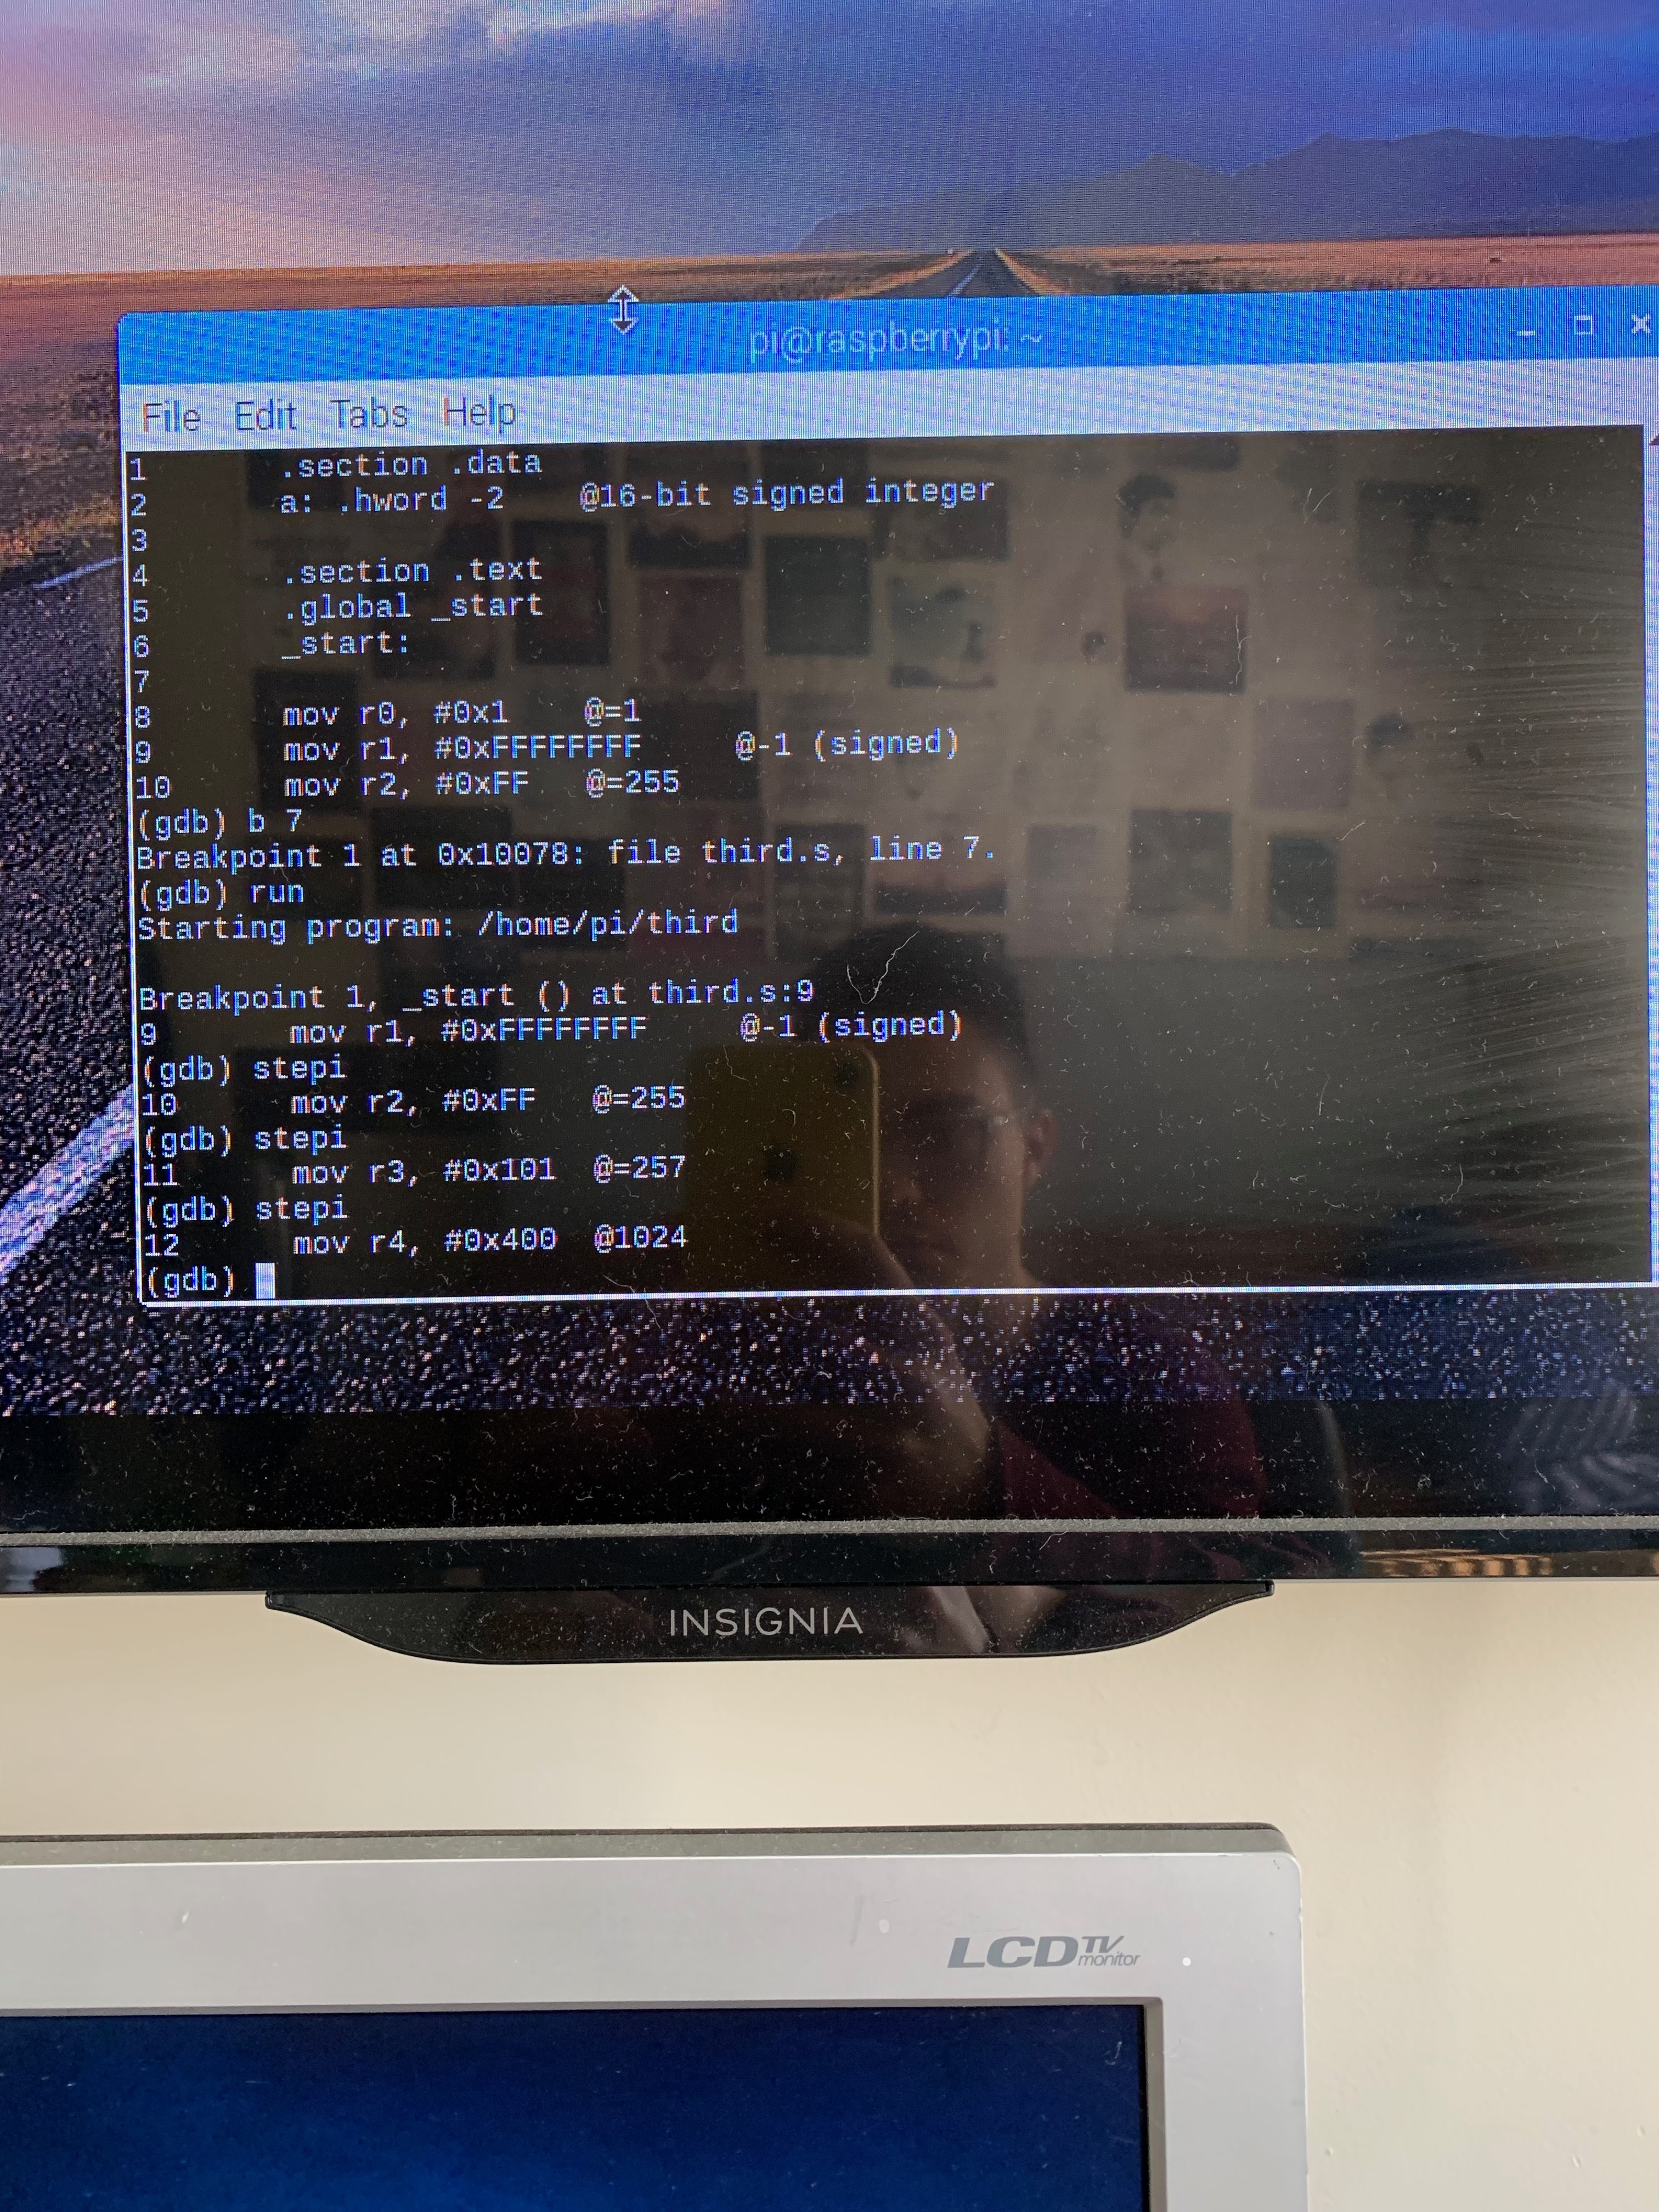 pi@raspberrypi: ~
File Edit Tabs Help
1 .section .data
2 a: .hword -2 @16-bit signed integer
3
4 .section .text
5 .global _start
6 _start:
7
8 mov r0, #0x1 @=1
9 mov r1, #0xFFFFFFFF @-1 (signed)
10 mov r2, #0xFF @=255
(gdb) b 7
Breakpoint 1 at 0x10078: file third.s, line 7.
(gdb) run
Starting program: /home/pi/third
Breakpoint 1, _start () at third.s:9
9 mov r1, #0xFFFFFFFF @-1 (signed)
(gdb) stepi
10 mov r2, #0xFF @=255
(gdb) stepi
11 mov r3, #0x101 @=257
(gdb) stepi
12 mov r4, #0x400 @1024
(gdb)
INSIGNIA
LCD TV monitor